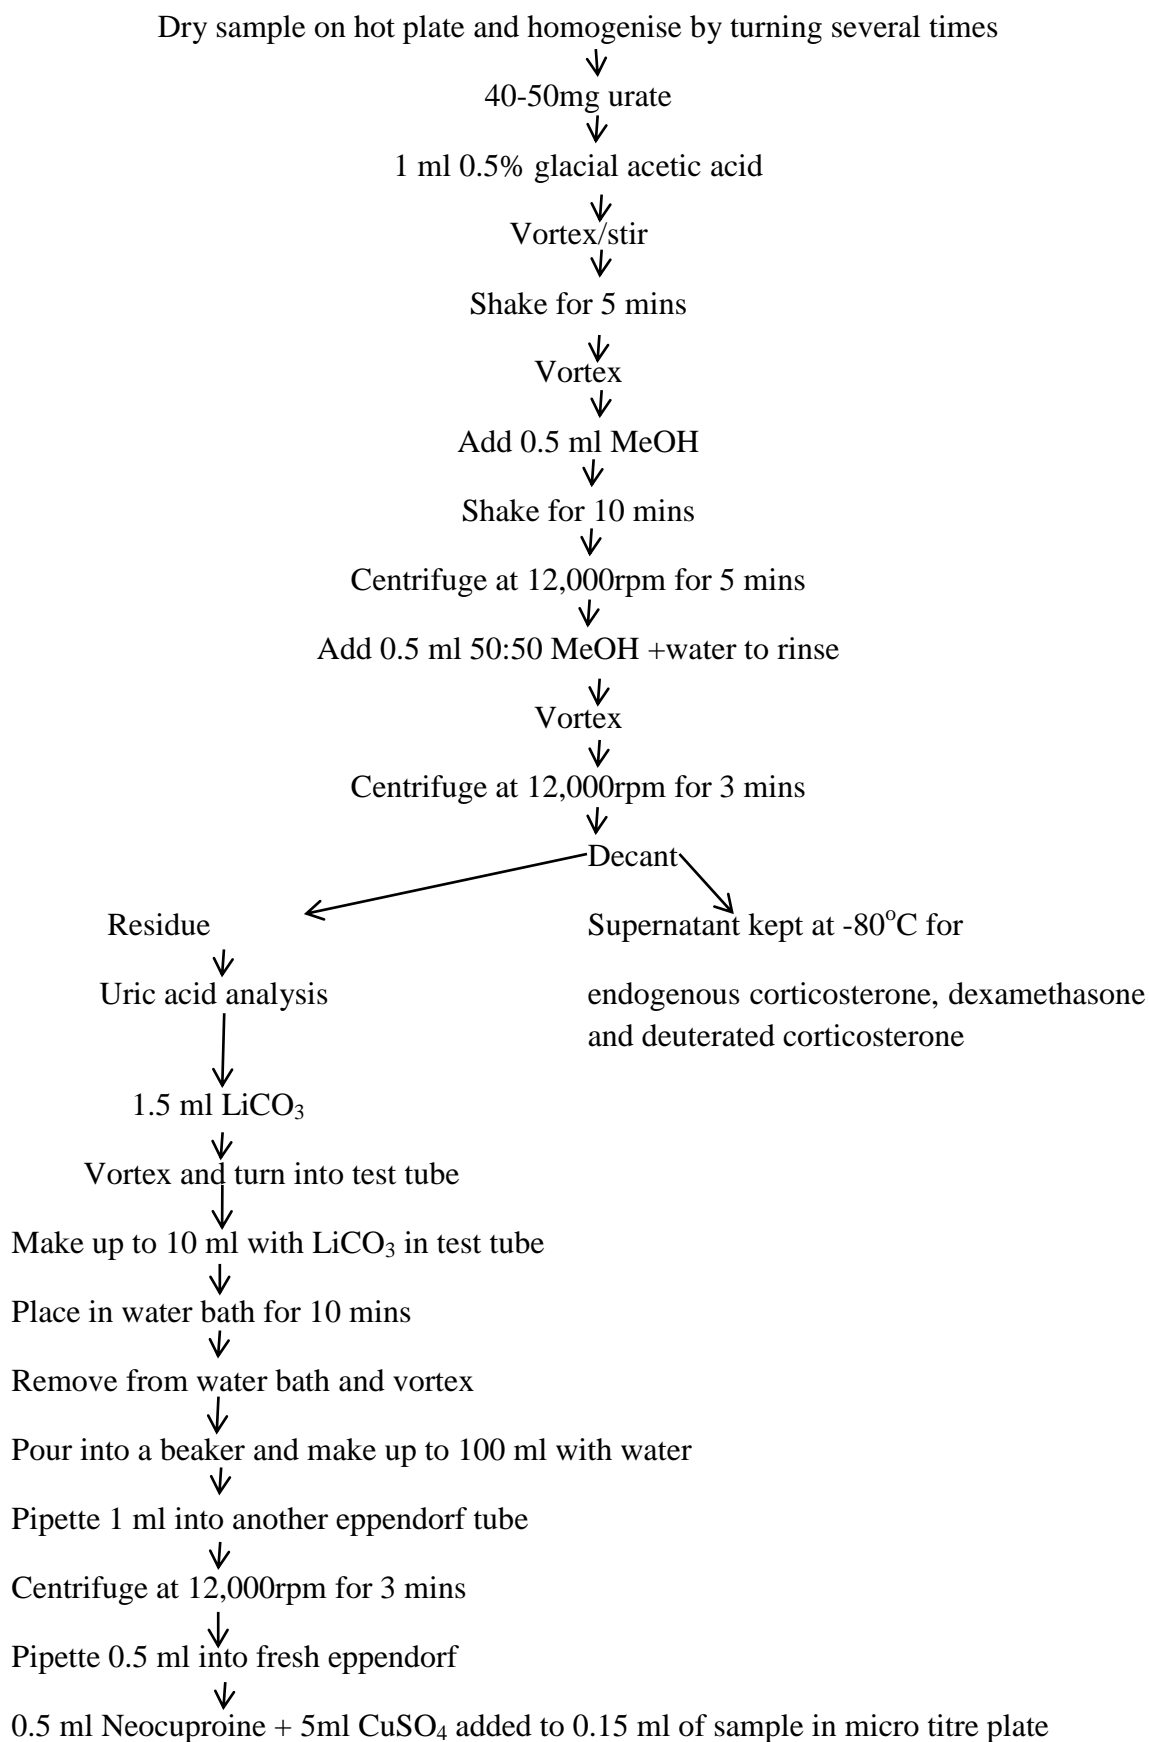 Dry sample on hot plate and homogenise by turning several times
40-50mg urate
1 ml 0.5% glacial acetic acid
Vortex/stir
Shake for 5 mins
Vortex
Add 0.5 ml MeOH
Shake for 10 mins
Centrifuge at 12,000rpm for 5 mins
Add 0.5 ml 50:50 MeOH +water to rinse
Vortex
Centrifuge at 12,000rpm for 3 mins
Decant
Residue
Uric acid analysis
1.5 ml LiCO₃
Vortex and turn into test tube
Make up to 10 ml with LiCO₃ in test tube
Place in water bath for 10 mins
Remove from water bath and vortex
Pour into a beaker and make up to 100 ml with water
Pipette 1 ml into another eppendorf tube
Centrifuge at 12,000rpm for 3 mins
Pipette 0.5 ml into fresh eppendorf
0.5 ml Neocuproine + 5ml CuSO₄ added to 0.15 ml of sample in micro titre plate
Supernatant kept at -80°C for
endogenous corticosterone, dexamethasone
and deuterated corticosterone